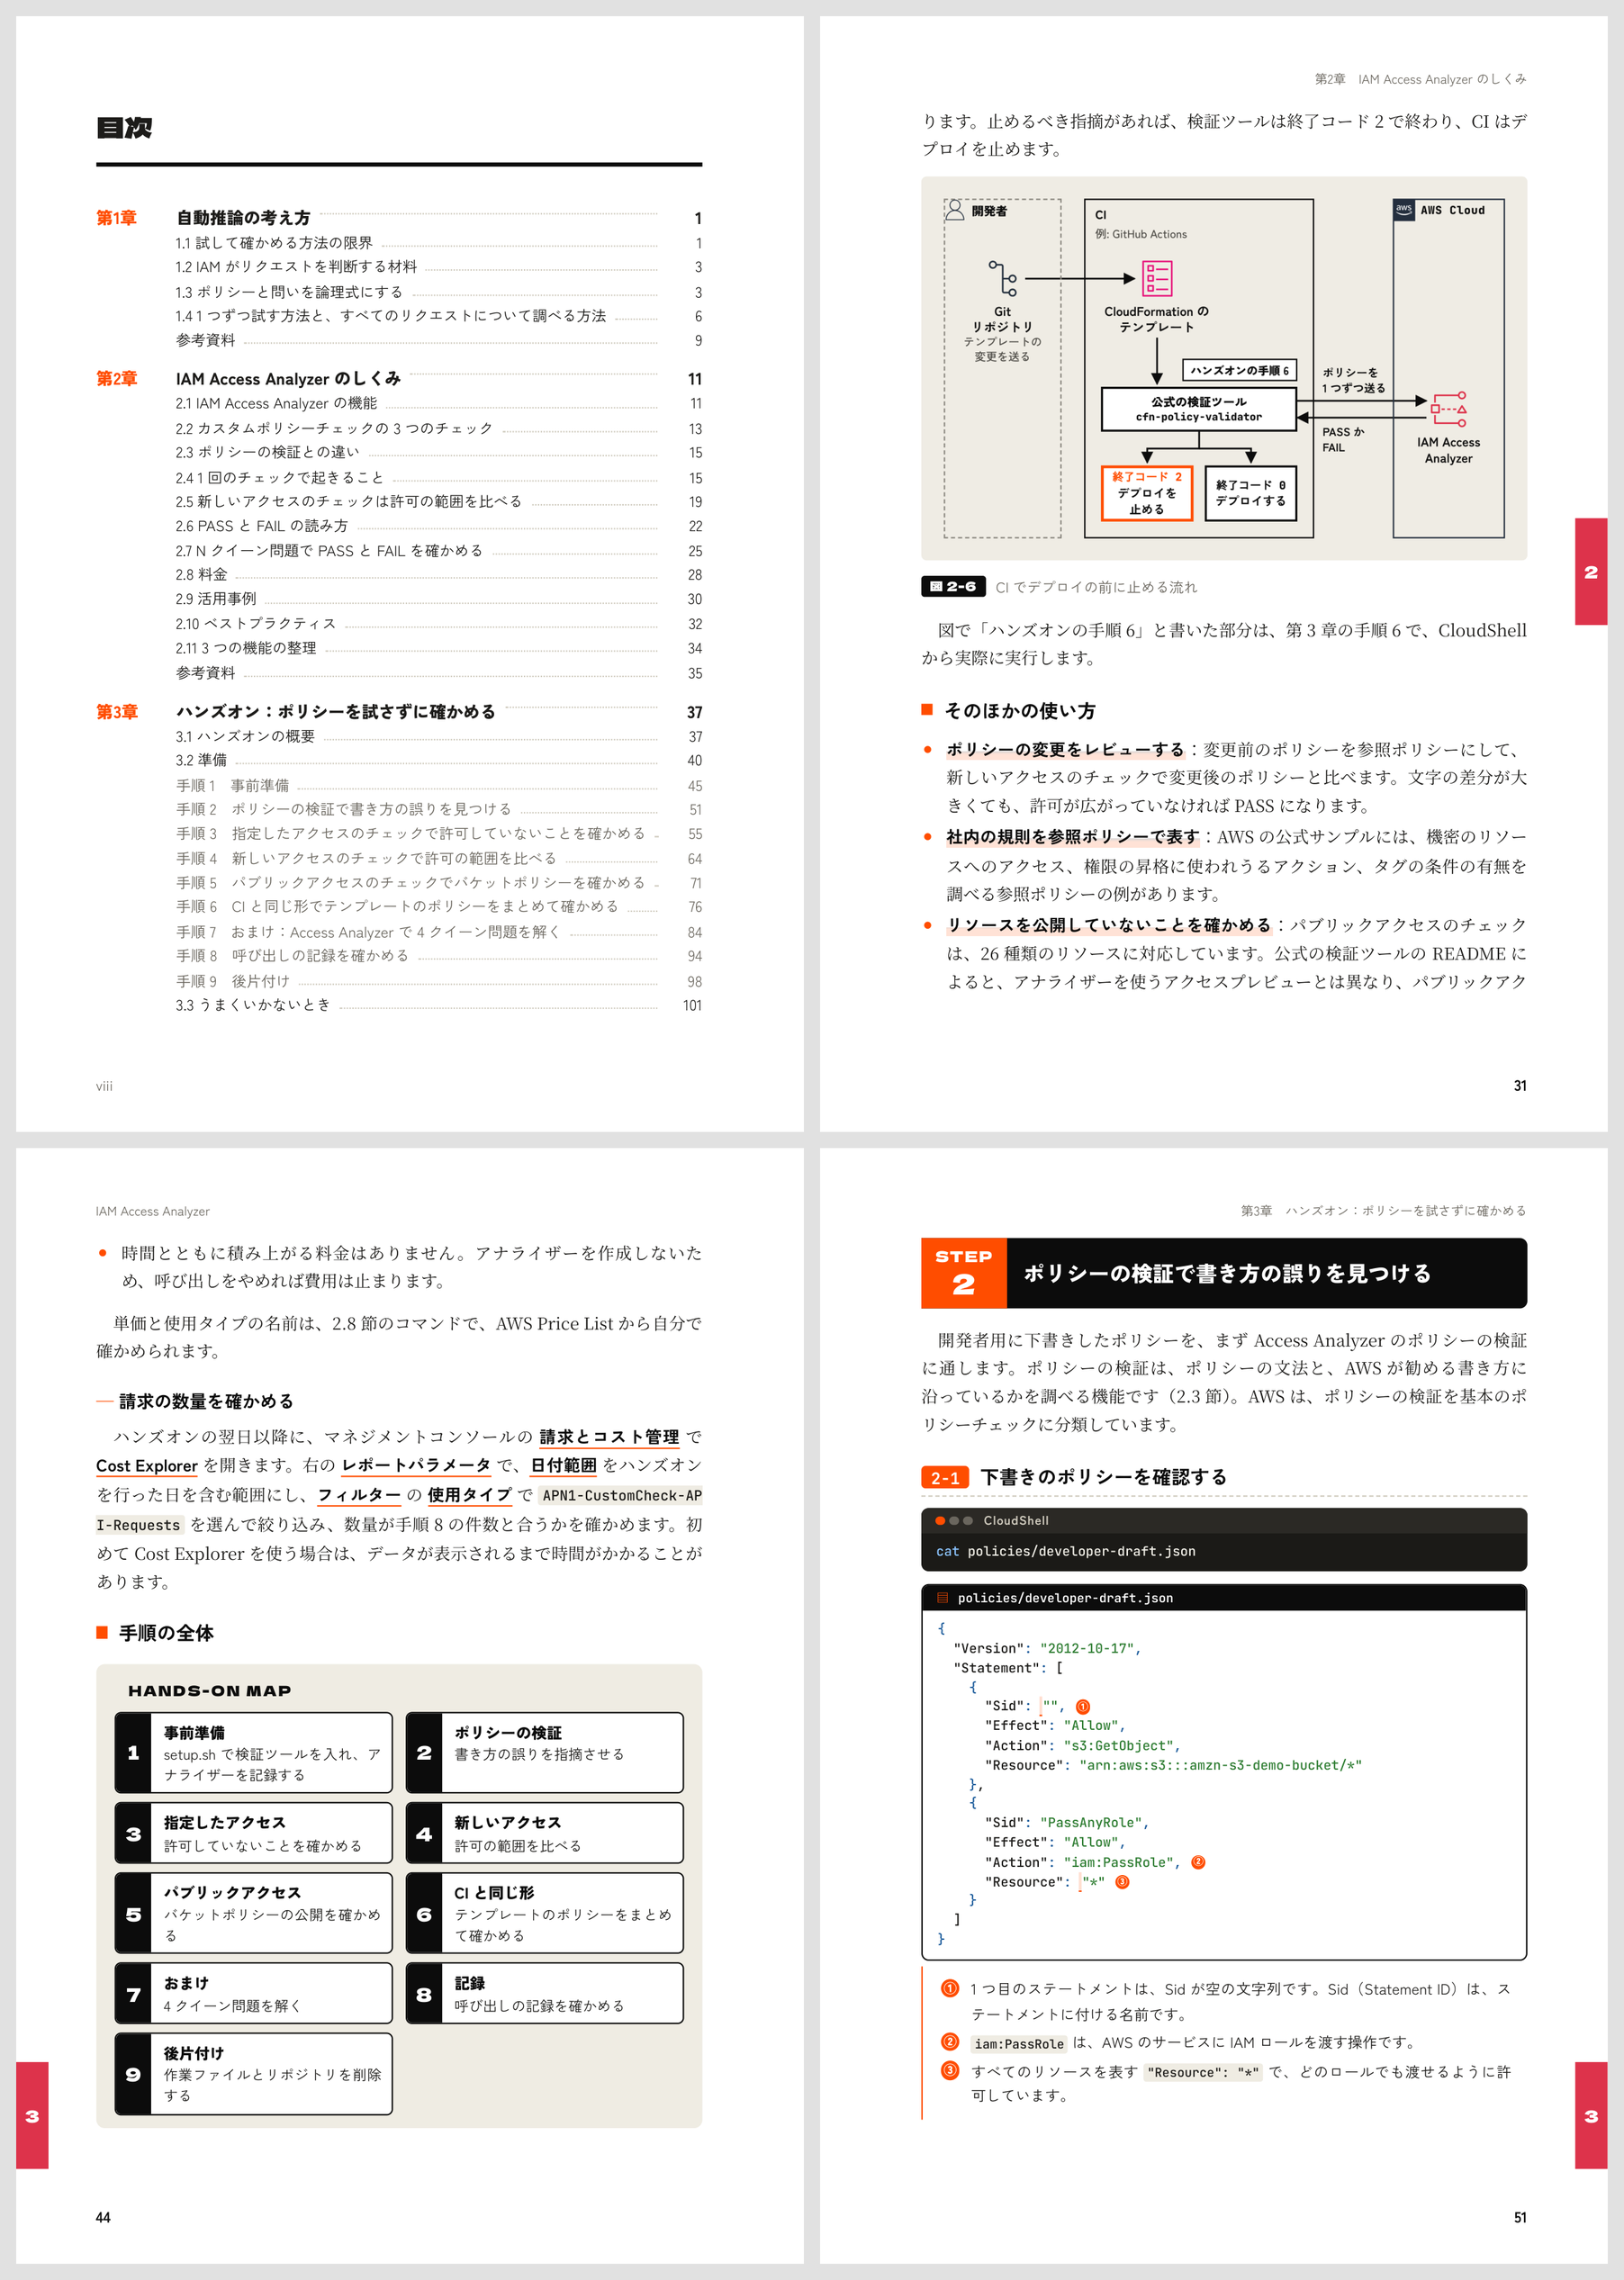 目次
第1章 自動推論の考え方 1
1.1 試して確かめる方法の限界 1
1.2 IAM がリクエストを判断する材料 3
1.3 ポリシーと問いを論理式にする 3
1.4 1 つずつ試す方法と、すべてのリクエストについて調べる方法 6
参考資料 9
第2章 IAM Access Analyzer のしくみ 11
2.1 IAM Access Analyzer の機能 11
2.2 カスタムポリシーチェックの 3 つのチェック 13
2.3 ポリシーの検証との違い 15
2.4 1 回のチェックで起きること 15
2.5 新しいアクセスのチェックは許可の範囲を比べる 19
2.6 PASS と FAIL の読み方 22
2.7 N クイーン問題で PASS と FAIL を確かめる 25
2.8 料金 28
2.9 活用事例 30
2.10 ベストプラクティス 32
2.11 3 つの機能の整理 34
参考資料 35
第3章 ハンズオン：ポリシーを試さずに確かめる 37
3.1 ハンズオンの概要 37
3.2 準備 40
手順 1 事前準備 45
手順 2 ポリシーの検証で書き方の誤りを見つける 51
手順 3 指定したアクセスのチェックで許可していないことを確かめる 55
手順 4 新しいアクセスのチェックで許可の範囲を比べる 64
手順 5 パブリックアクセスのチェックでバケットポリシーを確かめる 71
手順 6 CI と同じ形でテンプレートのポリシーをまとめて確かめる 76
手順 7 おまけ：Access Analyzer で 4 クイーン問題を解く 84
手順 8 呼び出しの記録を確かめる 94
手順 9 後片付け 98
3.3 うまくいかないとき 101
viii
第2章 IAM Access Analyzer のしくみ
ります。止めるべき指摘があれば、検証ツールは終了コード 2 で終わり、CI はデ
プロイを止めます。
開発者
CI
例: GitHub Actions
aws
AWS Cloud
Git
リポジトリ
テンプレートの
変更を送る
CloudFormation の
テンプレート
ハンズオンの手順 6
ポリシーを
1 つずつ送る
公式の検証ツール
cfn-policy-validator
PASS か
FAIL
IAM Access
Analyzer
終了コード 2
デプロイを
止める
終了コード 0
デプロイする
図 2-6 CI でデプロイの前に止める流れ
2
図で「ハンズオンの手順 6」と書いた部分は、第 3 章の手順 6 で、CloudShell
から実際に実行します。
そのほかの使い方
ポリシーの変更をレビューする：変更前のポリシーを参照ポリシーにして、
新しいアクセスのチェックで変更後のポリシーと比べます。文字の差分が大
きくても、許可が広がっていなければ PASS になります。
社内の規則を参照ポリシーで表す：AWS の公式サンプルには、機密のリソー
スへのアクセス、権限の昇格に使われうるアクション、タグの条件の有無を
調べる参照ポリシーの例があります。
リソースを公開していないことを確かめる：パブリックアクセスのチェック
は、26 種類のリソースに対応しています。公式の検証ツールの README に
よると、アナライザーを使うアクセスプレビューとは異なり、パブリックアク
31
IAM Access Analyzer
時間とともに積み上がる料金はありません。アナライザーを作成しないた
め、呼び出しをやめれば費用は止まります。
単価と使用タイプの名前は、2.8 節のコマンドで、AWS Price List から自分で
確かめられます。
請求の数量を確かめる
ハンズオンの翌日以降に、マネジメントコンソールの 請求とコスト管理 で
Cost Explorer を開きます。右の レポートパラメータ で、日付範囲 をハンズオン
を行った日を含む範囲にし、フィルター の 使用タイプ で APN1-CustomCheck-AP
I-Requests を選んで絞り込み、数量が手順 8 の件数と合うかを確かめます。初
めて Cost Explorer を使う場合は、データが表示されるまで時間がかかることが
あります。
手順の全体
HANDS-ON MAP
1 事前準備
setup.sh で検証ツールを入れ、ア
ナライザーを記録する
2 ポリシーの検証
書き方の誤りを指摘させる
3 指定したアクセス
許可していないことを確かめる
4 新しいアクセス
許可の範囲を比べる
5 パブリックアクセス
バケットポリシーの公開を確かめ
る
6 CI と同じ形
テンプレートのポリシーをまとめ
て確かめる
7 おまけ
4 クイーン問題を解く
8 記録
呼び出しの記録を確かめる
9 後片付け
作業ファイルとリポジトリを削除
する
3
44
第3章 ハンズオン：ポリシーを試さずに確かめる
STEP
2
ポリシーの検証で書き方の誤りを見つける
開発者用に下書きしたポリシーを、まず Access Analyzer のポリシーの検証
に通します。ポリシーの検証は、ポリシーの文法と、AWS が勧める書き方に
沿っているかを調べる機能です（2.3 節）。AWS は、ポリシーの検証を基本のポ
リシーチェックに分類しています。
2-1 下書きのポリシーを確認する
CloudShell
cat policies/developer-draft.json
policies/developer-draft.json
{
"Version": "2012-10-17",
"Statement": [
{
"Sid": "", ①
"Effect": "Allow",
"Action": "s3:GetObject",
"Resource": "arn:aws:s3:::amzn-s3-demo-bucket/*"
},
{
"Sid": "PassAnyRole",
"Effect": "Allow",
"Action": "iam:PassRole", ②
"Resource": "*" ③
}
]
}
① 1 つ目のステートメントは、Sid が空の文字列です。Sid（Statement ID）は、ス
テートメントに付ける名前です。
② iam:PassRole は、AWS のサービスに IAM ロールを渡す操作です。
③ すべてのリソースを表す "Resource": "*" で、どのロールでも渡せるように許
可しています。
3
51